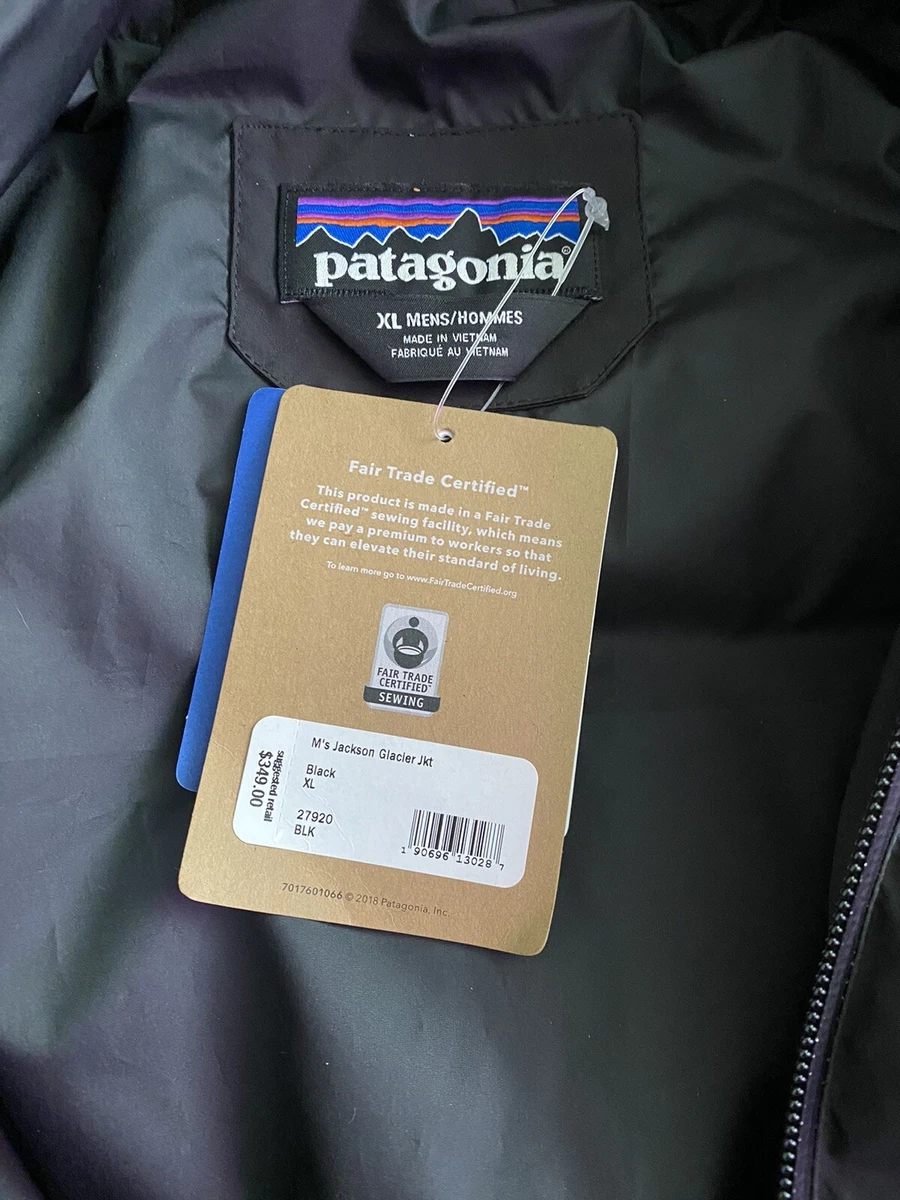 patagonia®
XL MENS/HOMMES
MADE IN VIETNAM
FABRIQUÉ AU VIETNAM
Fair Trade Certified™
This product is made in a Fair Trade
Certified™ sewing facility, which means
we pay a premium to workers so that
they can elevate their standard of living.
To learn more go to www.FairTradeCertified.org
FAIR TRADE
CERTIFIED™
SEWING
M's Jackson Glacier Jkt
Black
XL
27920
BLK
suggested retail
$349.00
1 90696 13028 7
7017601066 © 2018 Patagonia, Inc.